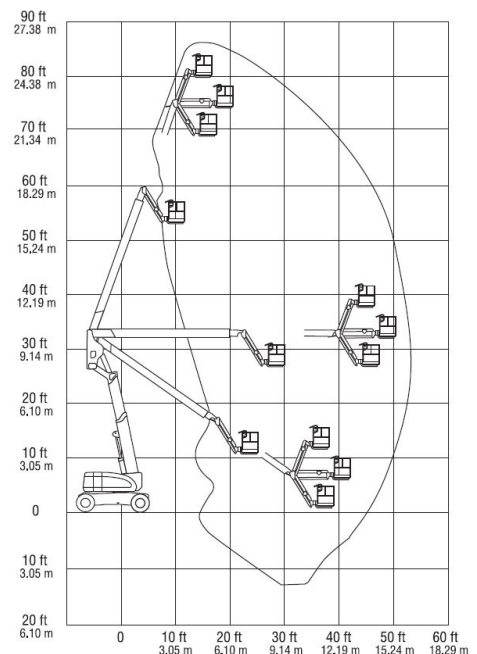 90 ft
27.38 m
80 ft
24.38 m
70 ft
21,34 m
60 ft
18.29 m
50 ft
15,24 m
40 ft
12,19 m
30 ft
9.14 m
20 ft
6,10 m
10 ft
3.05 m
0
10 ft
3.05 m
20 ft
6,10 m
0 10 ft 20 ft 30 ft 40 ft 50 ft 60 ft
3.05 m 6,10 m 9.14 m 12,19 m 15,24 m 18.29 m